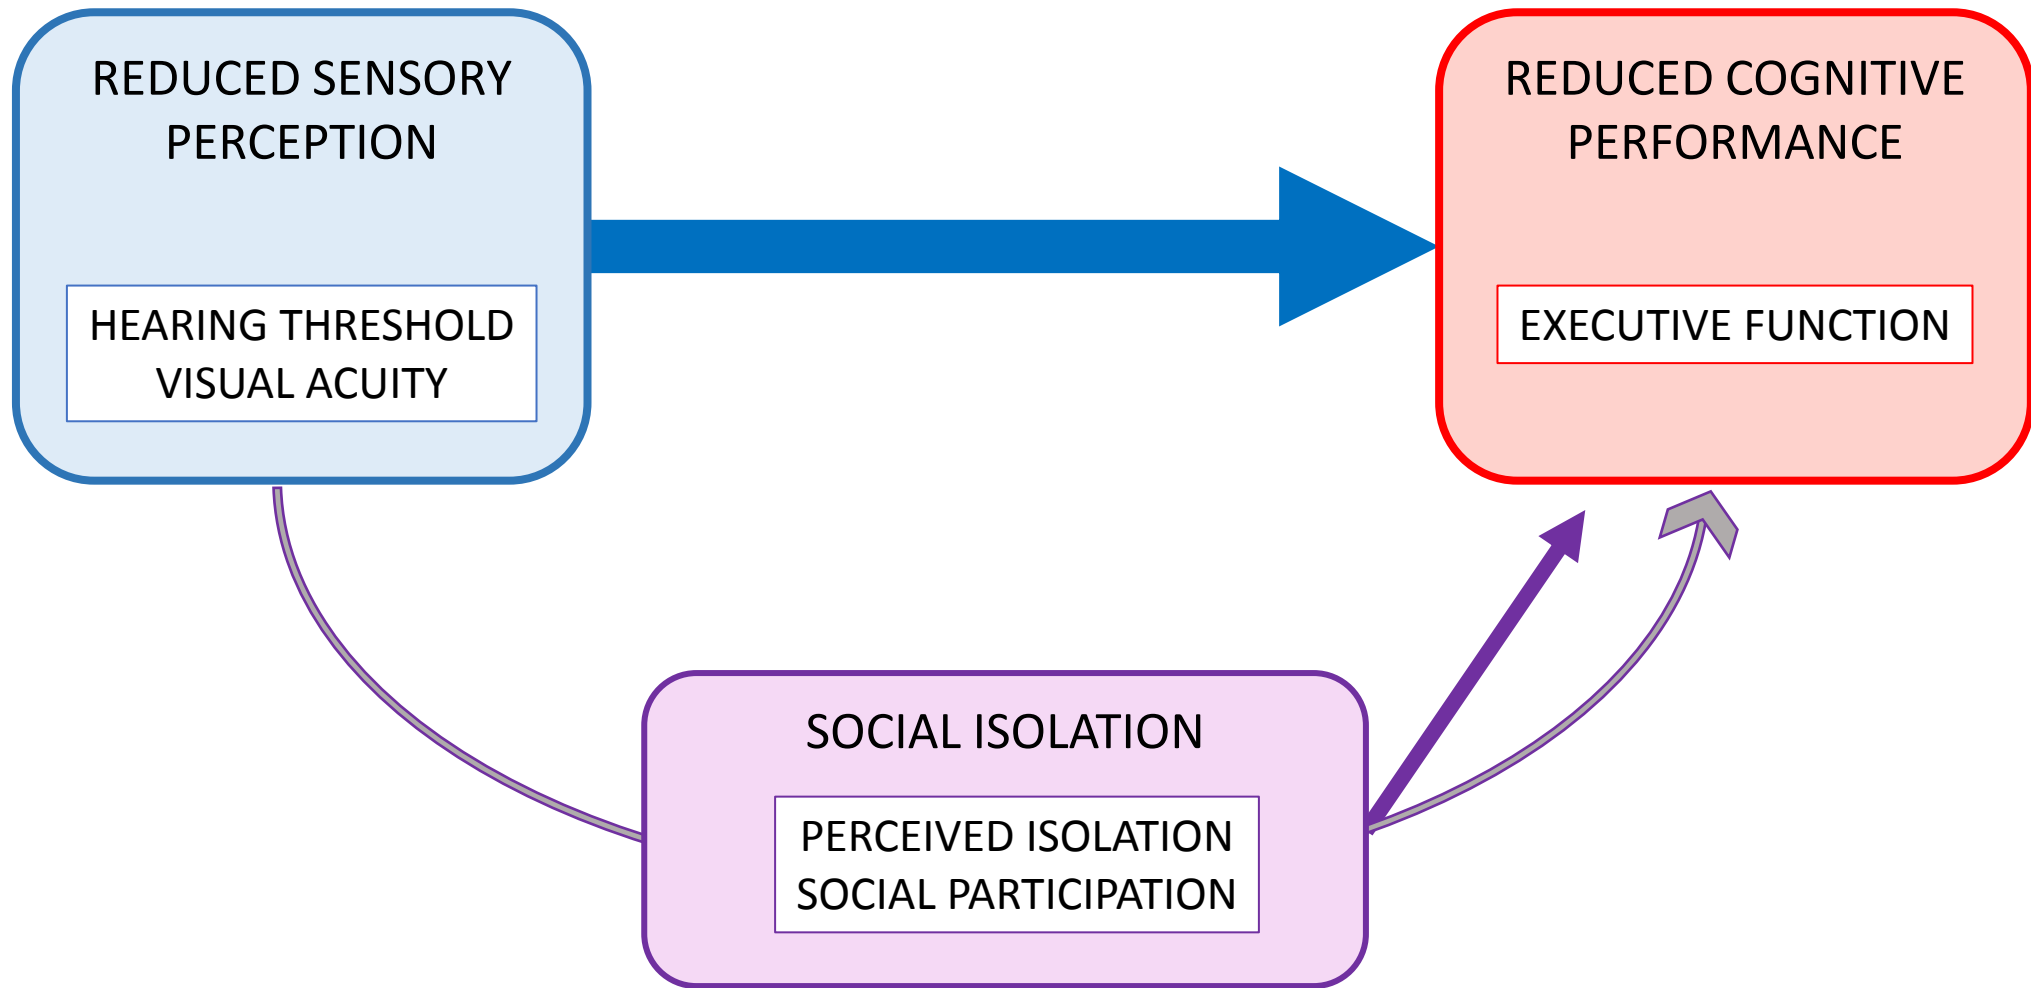 REDUCED SENSORY
PERCEPTION
HEARING THRESHOLD
VISUAL ACUITY
REDUCED COGNITIVE
PERFORMANCE
EXECUTIVE FUNCTION
SOCIAL ISOLATION
PERCEIVED ISOLATION
SOCIAL PARTICIPATION